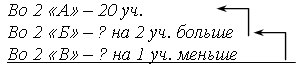 Во 2 «А» – 20 уч.
Во 2 «Б» – ? на 2 уч. больше
Во 2 «В» – ? на 1 уч. меньше